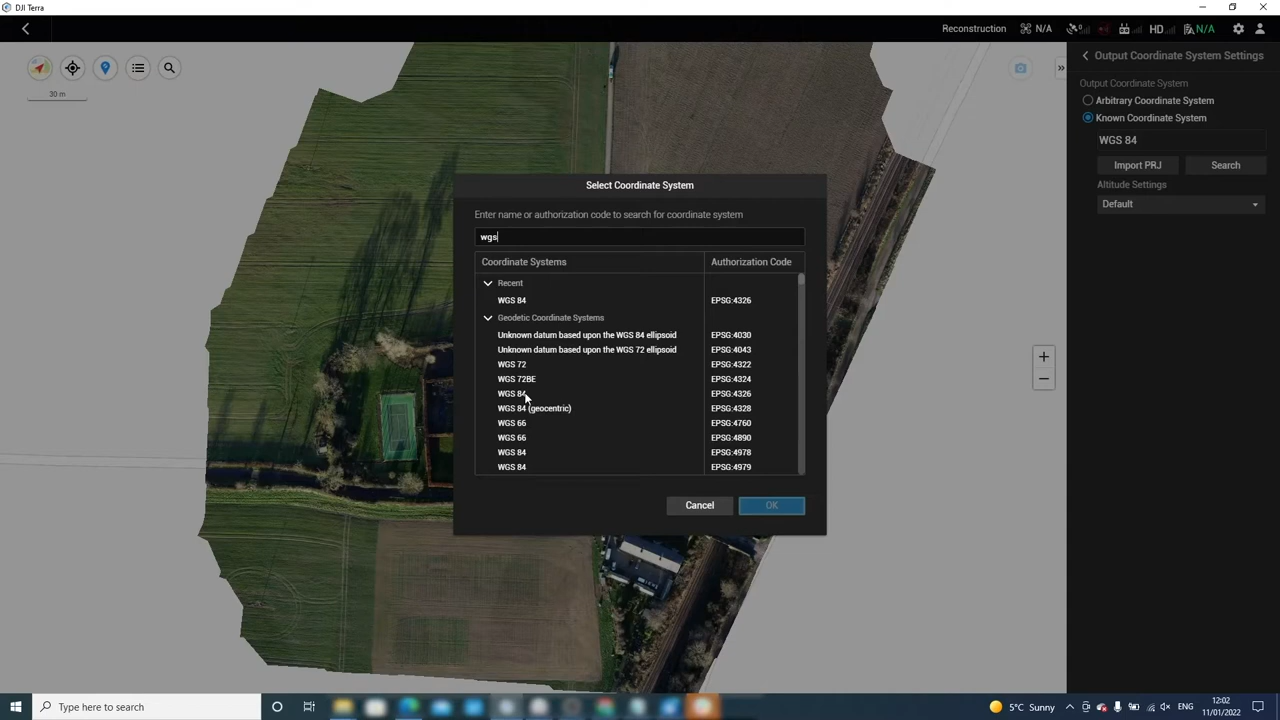 DJI Terra
Reconstruction
N/A
HD
N/A
30 m
Output Coordinate System Settings
Output Coordinate System
Arbitrary Coordinate System
Known Coordinate System
WGS 84
Import PRJ
Search
Altitude Settings
Default
Select Coordinate System
Enter name or authorization code to search for coordinate system
wgs
Coordinate Systems Authorization Code
Recent
WGS 84 EPSG:4326
Geodetic Coordinate Systems
Unknown datum based upon the WGS 84 ellipsoid EPSG:4030
Unknown datum based upon the WGS 72 ellipsoid EPSG:4043
WGS 72 EPSG:4322
WGS 72BE EPSG:4324
WGS 84 EPSG:4326
WGS 84 (geocentric) EPSG:4328
WGS 66 EPSG:4760
WGS 66 EPSG:4890
WGS 84 EPSG:4978
WGS 84 EPSG:4979
Cancel
OK
Type here to search
5°C Sunny
ENG
12:02
11/01/2022